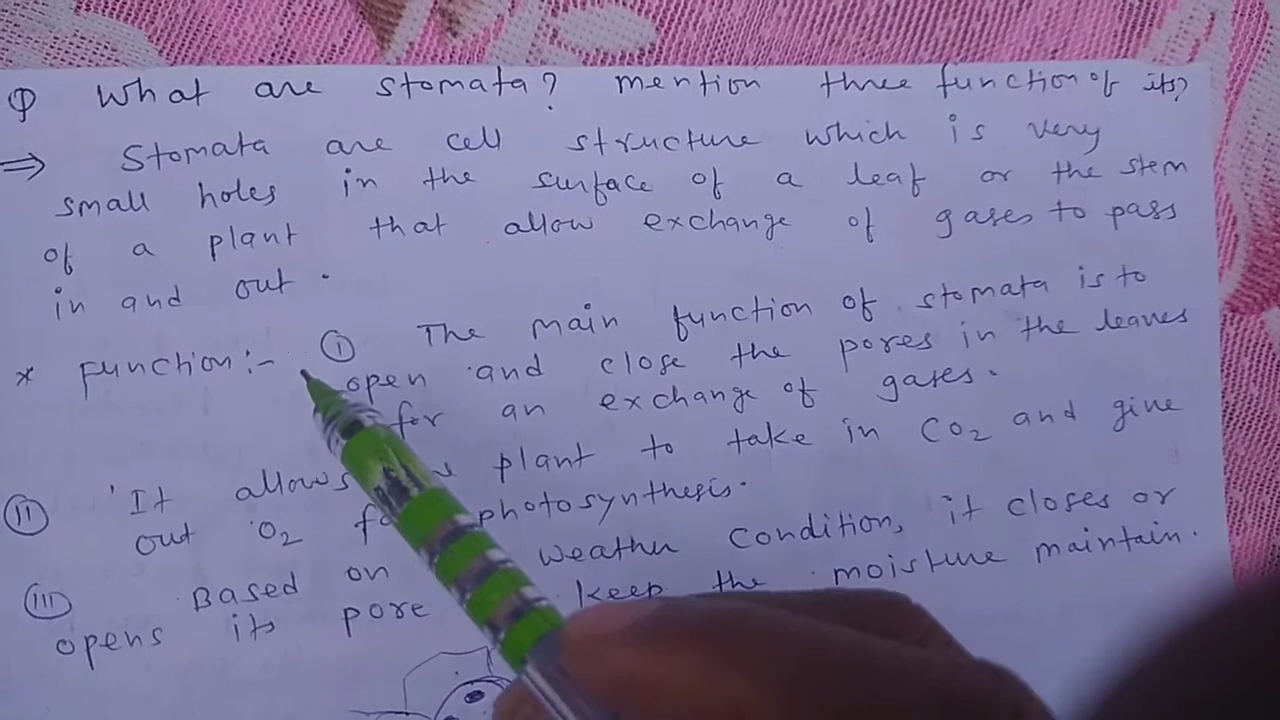 Q What are stomata? mention three function of its?
⇒ Stomata are cell structure which is very
small holes in the surface of a leaf or the stem
of a plant that allow exchange of gases to pass
in and out.
* Function:- (i) The main function of stomata is to
open and close the pores in the leaves
for an exchange of gases.
(ii) It allows plant to take in CO2 and give
out O2 photosynthesis.
(iii) Based on weather condition, it closes or
opens its pore keep the moisture maintain.